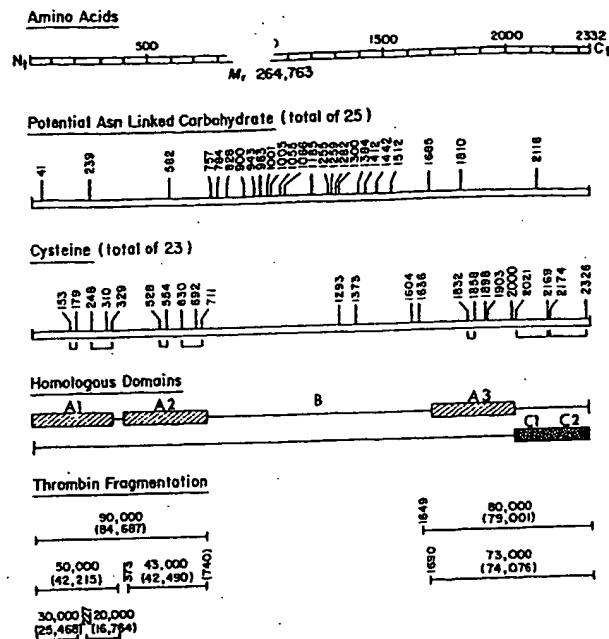 Amino Acids
500 1500 2000 2332
N₁ C₁
Mr 264,763
Potential Asn Linked Carbahydrate (total of 25)
41 239 582 757 784 828 900 943 963 1001 1005 1055 1066 1185 1255 1259 1282 1300 1384 1412 1442 1512 1685 1810 2118
Cysteine (total of 23)
153 179 248 310 329 528 554 630 692 711 1293 1373 1604 1636 1832 1858 1898 1903 2000 2021 2169 2174 2326
Homologous Domains
A1 A2 B A3
C1 C2
Thrombin Fragmentation
90,000 1649 80,000
(84,687) (79,001)
50,000 373 43,000 (740) 1690 73,000
(42,215) (42,490) (74,076)
30,000 20,000
(25,468) (16,764)